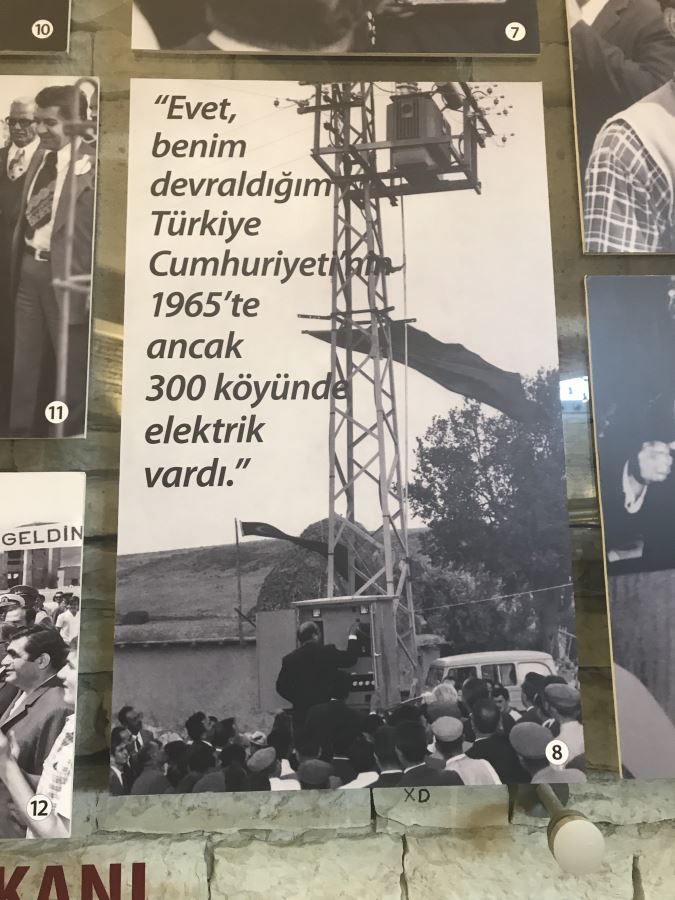 10
7
"Evet,
benim
devraldığım
Türkiye
Cumhuriyeti'nin
1965'te
ancak
300 köyünde
elektrik
vardı."
11
GELDİN
12
8
XD
KANI